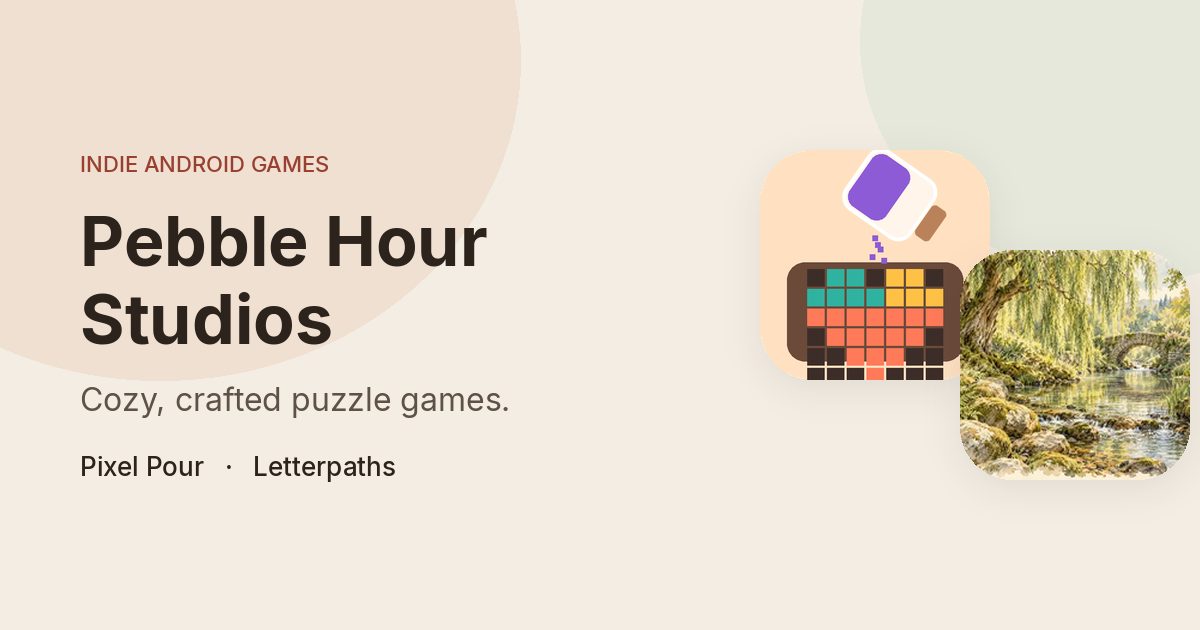 INDIE ANDROID GAMES
Pebble Hour
Studios
Cozy, crafted puzzle games.
Pixel Pour · Letterpaths